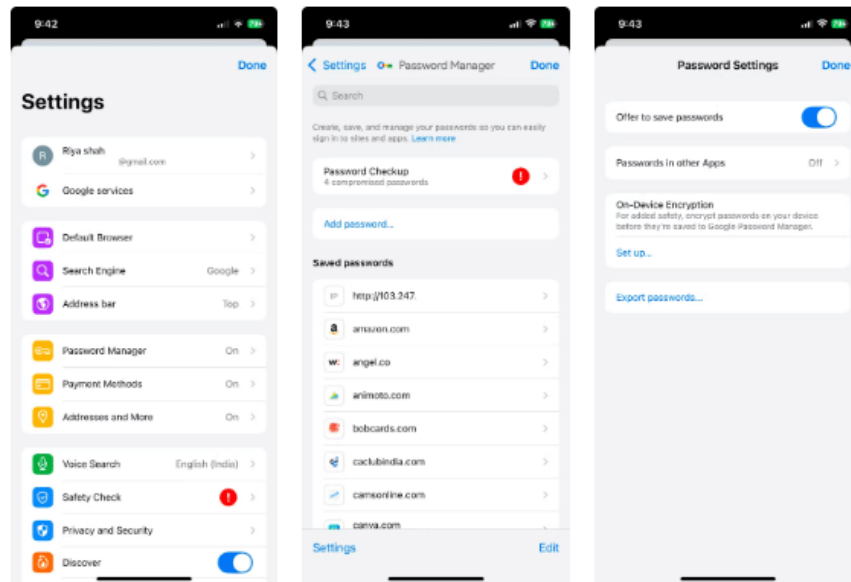 9:42
79
Done
Settings
R
Riya shah
@gmail.com
Google services
Default Browser
Search Engine Google
Address bar Top
Password Manager On
Payment Methods On
Addresses and More On
Voice Search English (India)
Safety Check !
Privacy and Security
Discover
9:43
Settings Password Manager Done
Search
Create, save, and manage your passwords so you can easily
sign in to sites and apps. Learn more
Password Checkup
4 compromised passwords
!
Add password...
Saved passwords
IP http://103.247.
a amazon.com
w: angel.co
animoto.com
bobcards.com
caclubindia.com
camsonline.com
canva.com
Settings Edit
9:43
Password Settings Done
Offer to save passwords
Passwords in other Apps Off
On-Device Encryption
For added safety, encrypt passwords on your device
before they're saved to Google Password Manager.
Set up...
Export passwords...